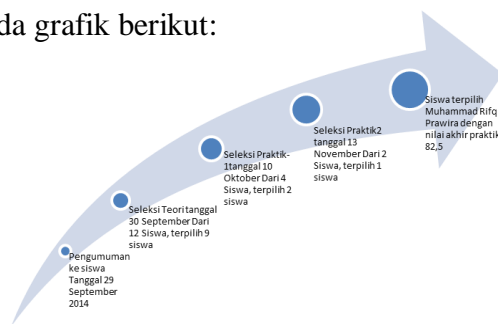 da grafik berikut:
Pengumuman
ke siswa
Tanggal 29
September
2014
Seleksi Teori tanggal
30 September Dari
12 Siswa, terpilih 9
siswa
Seleksi Praktik-
1tanggal 10
Oktober Dari 4
Siswa, terpilih 2
siswa
Seleksi Praktik2
tanggal 13
November Dari 2
Siswa, terpilih 1
siswa
Siswa terpilih
Muhammad Rifq
Prawira dengan
nilai akhir praktik
82,5